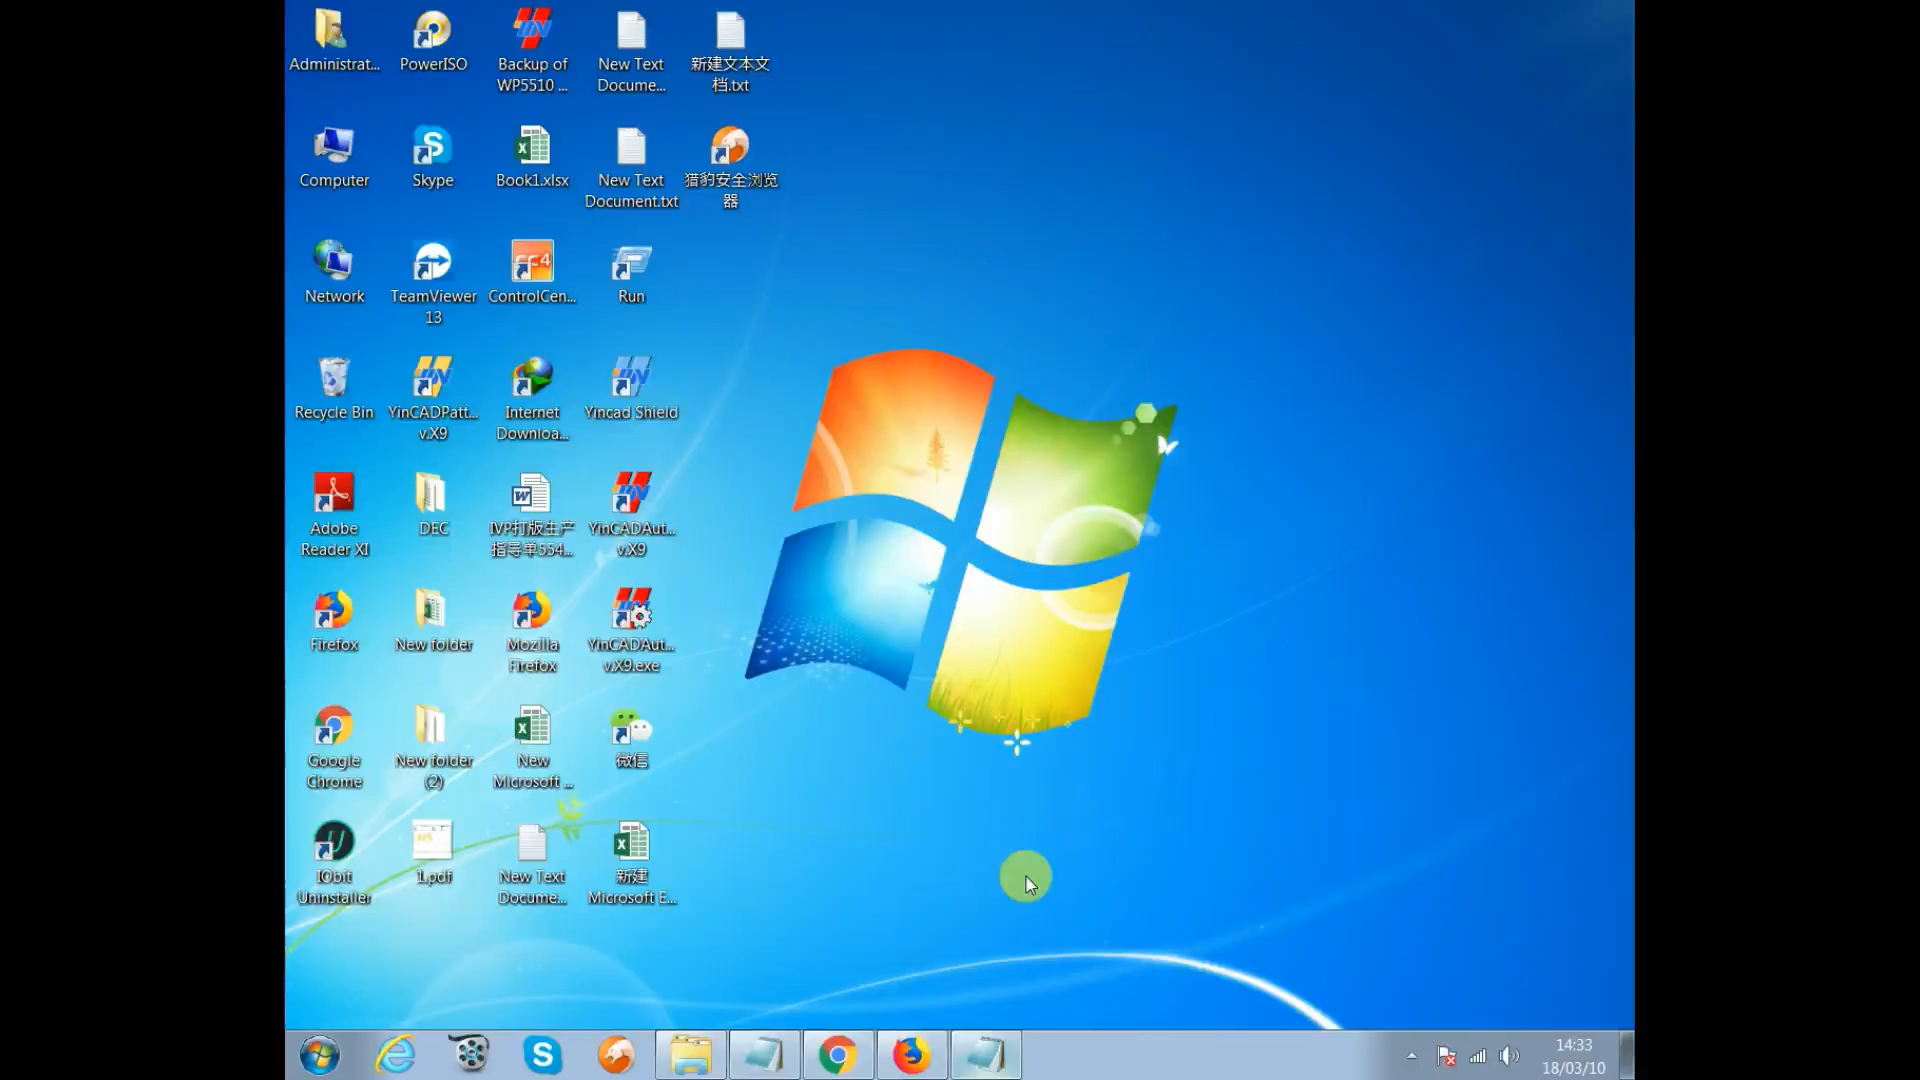 Administrat...
PowerISO
Backup of
WP5510 ...
New Text
Docume...
新建文本文
档.txt
Computer
Skype
Book1.xlsx
New Text
Document.txt
猎豹安全浏览
器
Network
TeamViewer
13
CC4
ControlCen...
Run
Recycle Bin
YinCADPatt...
v.X9
Internet
Downloa...
Yincad Shield
Adobe
Reader XI
DEC
IVP打版生产
指导单554...
YinCADAut...
v.X9
Firefox
New folder
Mozilla
Firefox
YinCADAut...
v.X9.exe
Google
Chrome
New folder
(2)
New
Microsoft ...
微信
IObit
Uninstaller
1.pdf
New Text
Docume...
新建
Microsoft E...
14:33
18/03/10